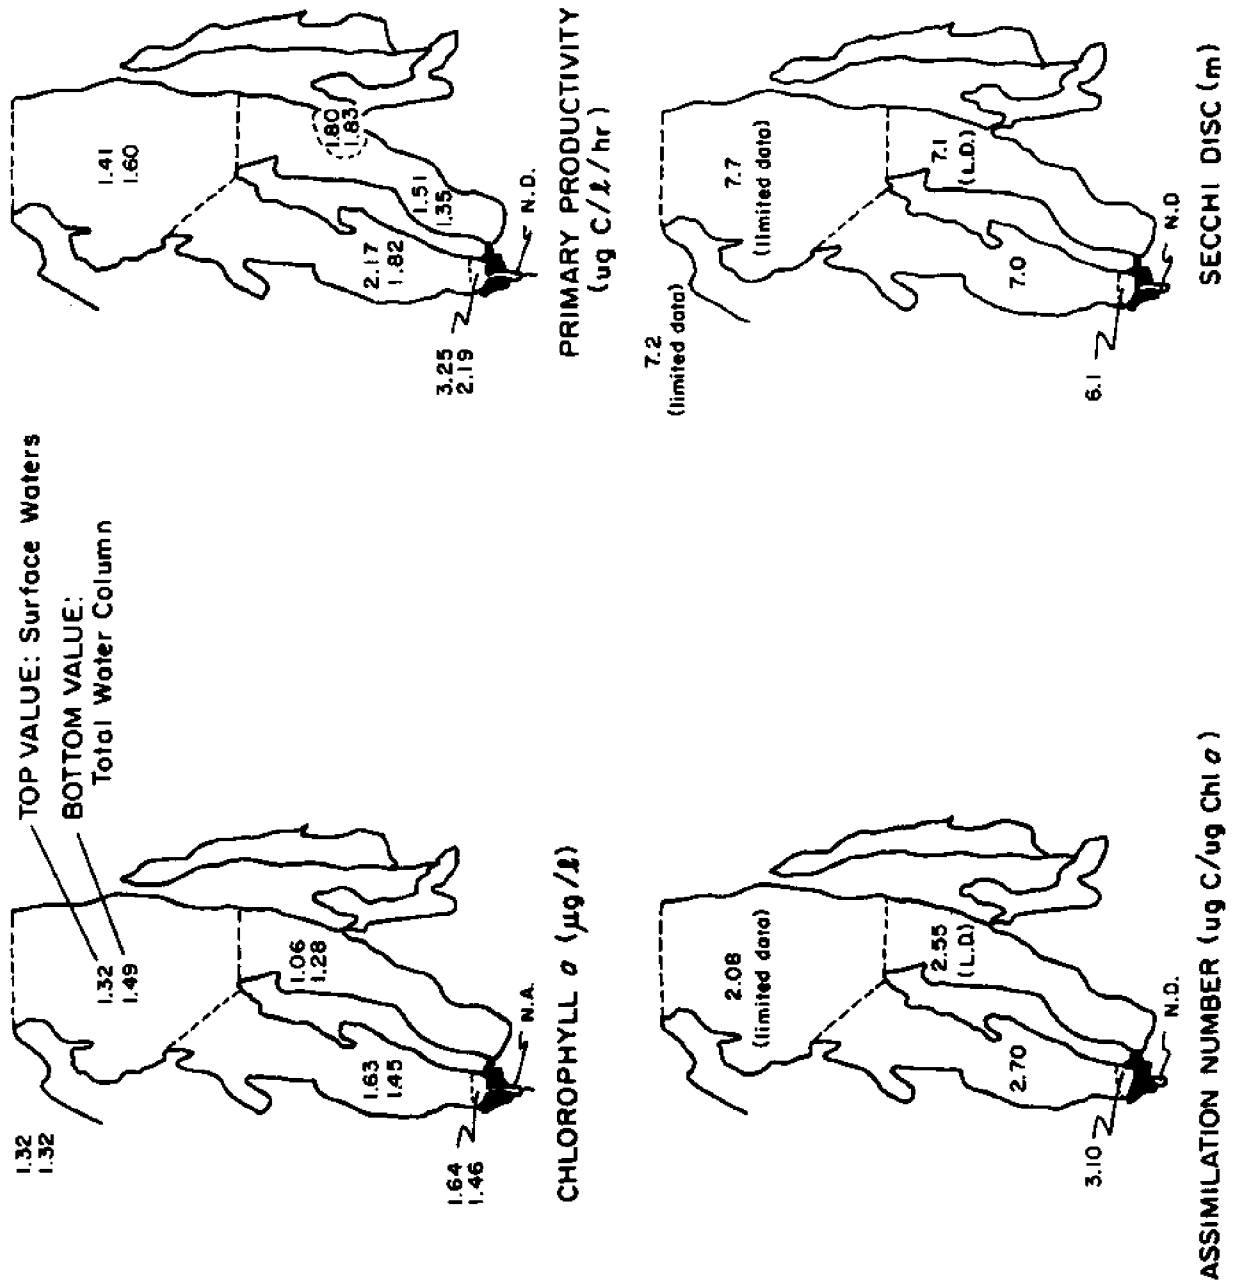 TOP VALUE: Surface Waters
BOTTOM VALUE:
Total Water Column
1.32
1.32
1.32
1.49
1.06
1.28
1.63
1.45
1.64
1.46
N.A.
CHLOROPHYLL a (µg/l)
1.41
1.60
1.80
1.83
1.51
1.35
2.17
1.82
3.25
2.19
N.D.
PRIMARY PRODUCTIVITY
(ug C/l/hr)
2.08
(limited data)
2.55
(L.D.)
2.70
3.10
N.D.
ASSIMILATION NUMBER (ug C/ug Chl a)
7.2
(limited data)
7.7
(limited data)
7.1
(L.D.)
7.0
6.1
N.D
SECCHI DISC (m)